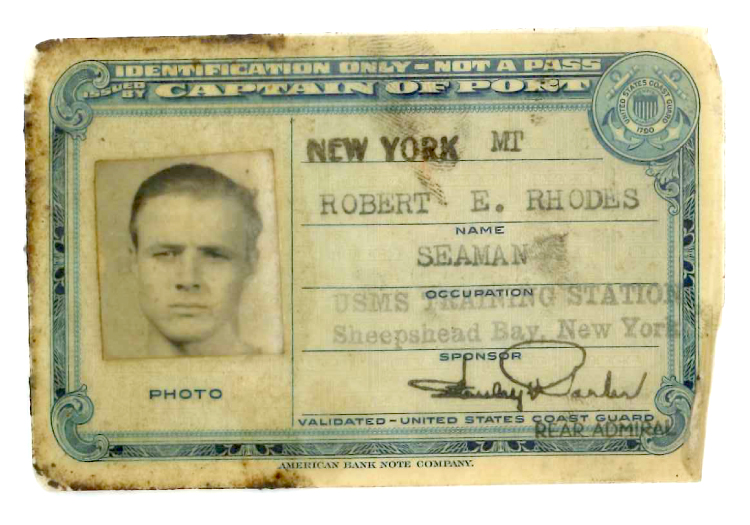 IDENTIFICATION ONLY-NOT A PASS
ISSUED BY CAPTAIN OF PORT
UNITED STATES COAST GUARD
1790
NEW YORK MT
ROBERT E. RHODES
NAME
SEAMAN
OCCUPATION
USMS TRAINING STATION
Sheepshead Bay, New York
SPONSOR
Stanley V Parker
PHOTO
VALIDATED-UNITED STATES COAST GUARD
REAR ADMIRAL
AMERICAN BANK NOTE COMPANY.